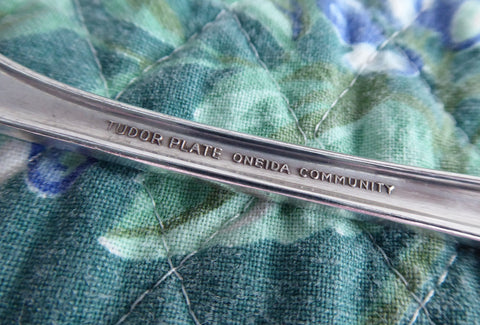 TUDOR PLATE ONEIDA COMMUNITY